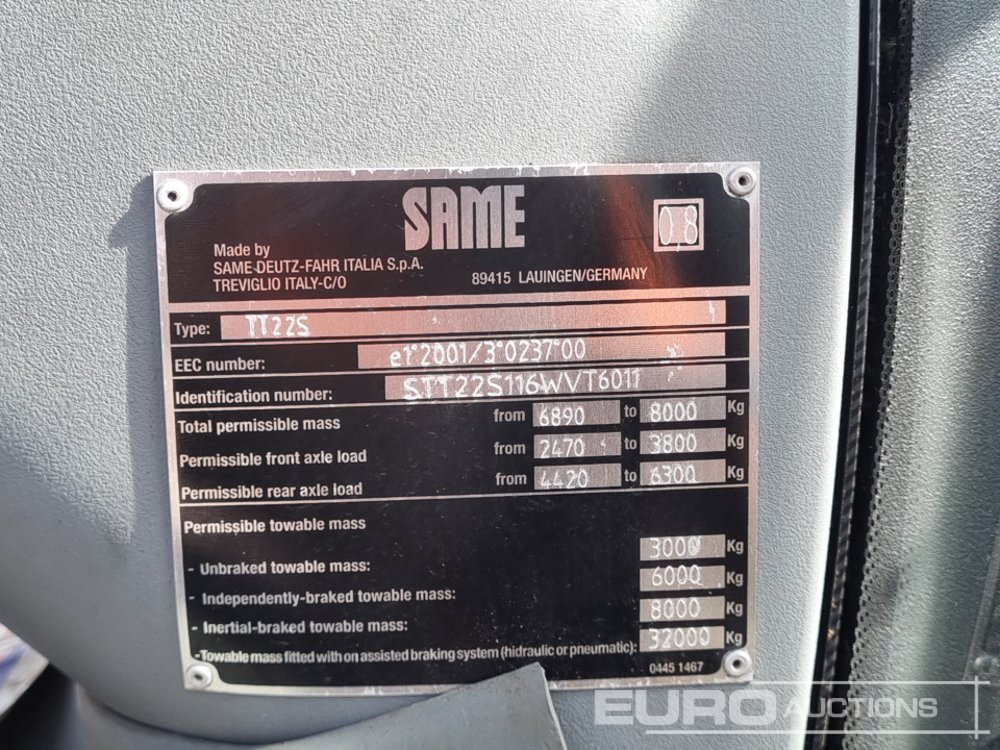 SAME
08
Made by
SAME DEUTZ-FAHR ITALIA S.p.A.
TREVIGLIO ITALY-C/O 89415 LAUINGEN/GERMANY
Type: TT22S
EEC number: e1*2001/3*0237*00
Identification number: STT22S116WVT6011
Total permissible mass from 6890 to 8000 Kg
Permissible front axle load from 2470 to 3800 Kg
Permissible rear axle load from 4420 to 6300 Kg
Permissible towable mass
- Unbraked towable mass: 3000 Kg
- Independently-braked towable mass: 6000 Kg
- Inertial-braked towable mass: 8000 Kg
-Towable mass fitted with on assisted braking system (hidraulic or pneumatic): 32000 Kg
0445 1467
EURO AUCTIONS